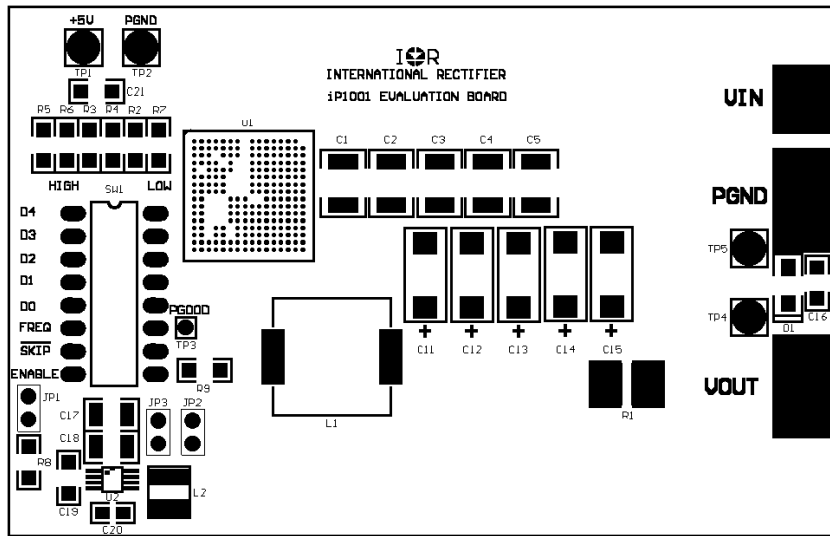 +5V PGND
TP1 TP2
IOR
INTERNATIONAL RECTIFIER
iP1001 EVALUATION BOARD
C21
R5 R6 R3 R4 R2 R7
U1
C1 C2 C3 C4 C5
VIN
HIGH SW1 LOW
PGND
D4
D3
D2
D1
D0
FREQ
SKIP
ENABLE
PGOOD
TP3
R9
TP5
TP4
D1
C16
C11 C12 C13 C14 C15
VOUT
R1
L1
JP1
C17
C18
JP3 JP2
R8
C19
U2
L2
C20